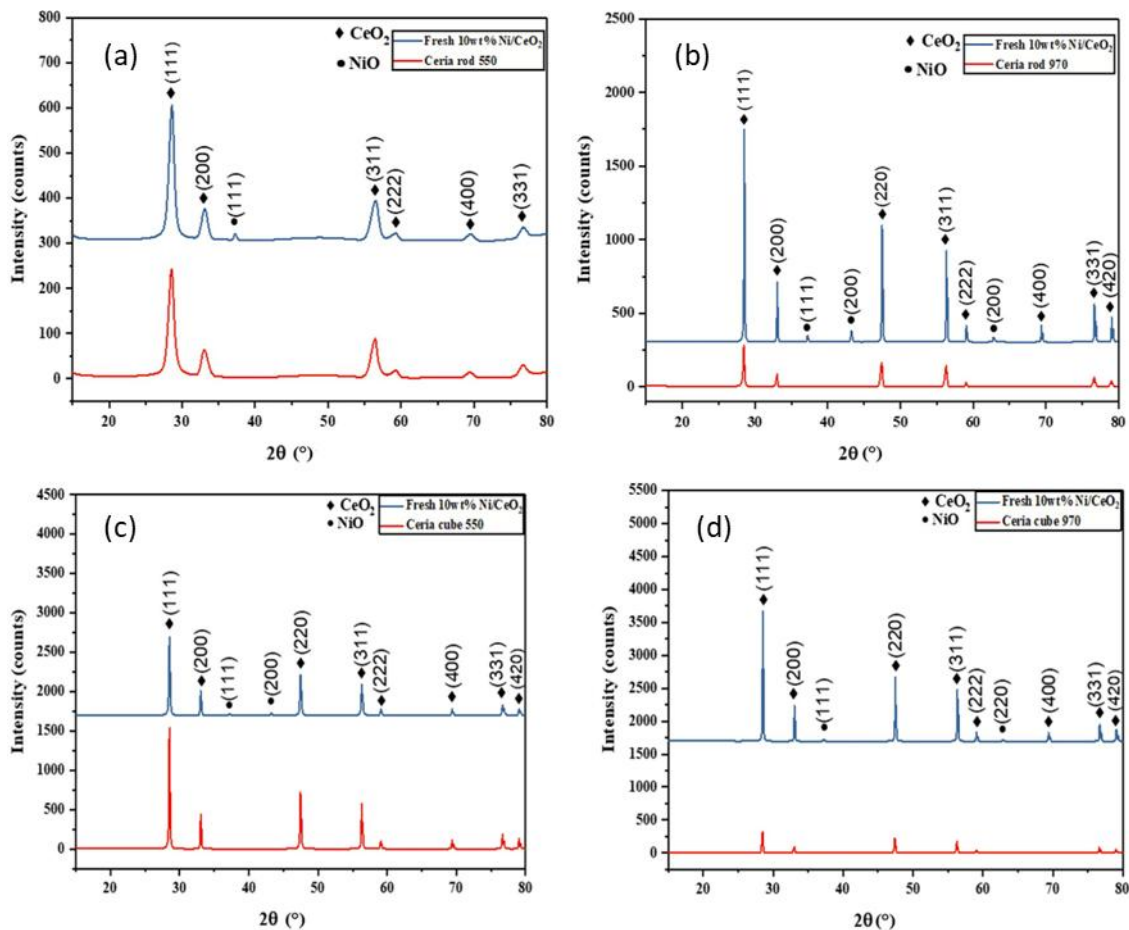 (a)
CeO2
NiO
Fresh 10wt% Ni/CeO2
Ceria rod 550
(111)
(200)
(111)
(311)
(222)
(400)
(331)
Intensity (counts)
800
700
600
500
400
300
200
100
0
20 30 40 50 60 70 80
2θ (°)
(b)
CeO2
NiO
Fresh 10wt% Ni/CeO2
Ceria rod 970
(111)
(200)
(111)
(200)
(220)
(311)
(222)
(200)
(400)
(331)
(420)
Intensity (counts)
2500
2000
1500
1000
500
0
20 30 40 50 60 70 80
2θ (°)
(c)
CeO2
NiO
Fresh 10wt% Ni/CeO2
Ceria cube 550
(111)
(200)
(111)
(200)
(220)
(311)
(222)
(400)
(331)
(420)
Intensity (counts)
4500
4000
3500
3000
2500
2000
1500
1000
500
0
20 30 40 50 60 70 80
2θ (°)
(d)
CeO2
NiO
Fresh 10wt% Ni/CeO2
Ceria cube 970
(111)
(200)
(111)
(220)
(311)
(222)
(220)
(400)
(331)
(420)
Intensity (counts)
5500
5000
4500
4000
3500
3000
2500
2000
1500
1000
500
0
20 30 40 50 60 70 80
2θ (°)